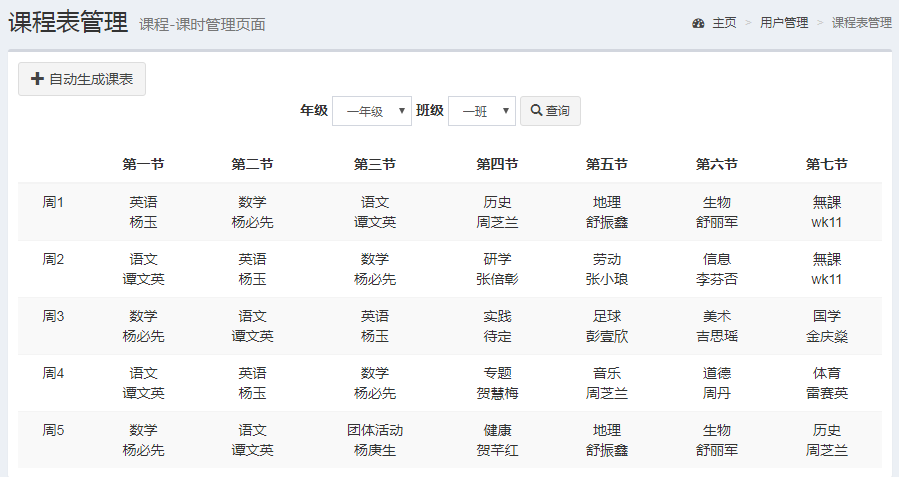 课程表管理 课程-课时管理页面 主页 > 用户管理 > 课程表管理
自动生成课表
年级 一年级 班级 一班 查询
第一节 第二节 第三节 第四节 第五节 第六节 第七节
周1 英语 数学 语文 历史 地理 生物 無課
杨玉 杨必先 谭文英 周芝兰 舒振鑫 舒丽军 wk11
周2 语文 英语 数学 研学 劳动 信息 無課
谭文英 杨玉 杨必先 张倍彰 张小琅 李芬香 wk11
周3 数学 语文 英语 实践 足球 美术 国学
杨必先 谭文英 杨玉 待定 彭壹欣 吉思瑶 金庆燊
周4 语文 英语 数学 专题 音乐 道德 体育
谭文英 杨玉 杨必先 贺慧梅 周芝兰 周丹 雷赛英
周5 数学 语文 团体活动 健康 地理 生物 历史
杨必先 谭文英 杨庚生 贺芊红 舒振鑫 舒丽军 周芝兰